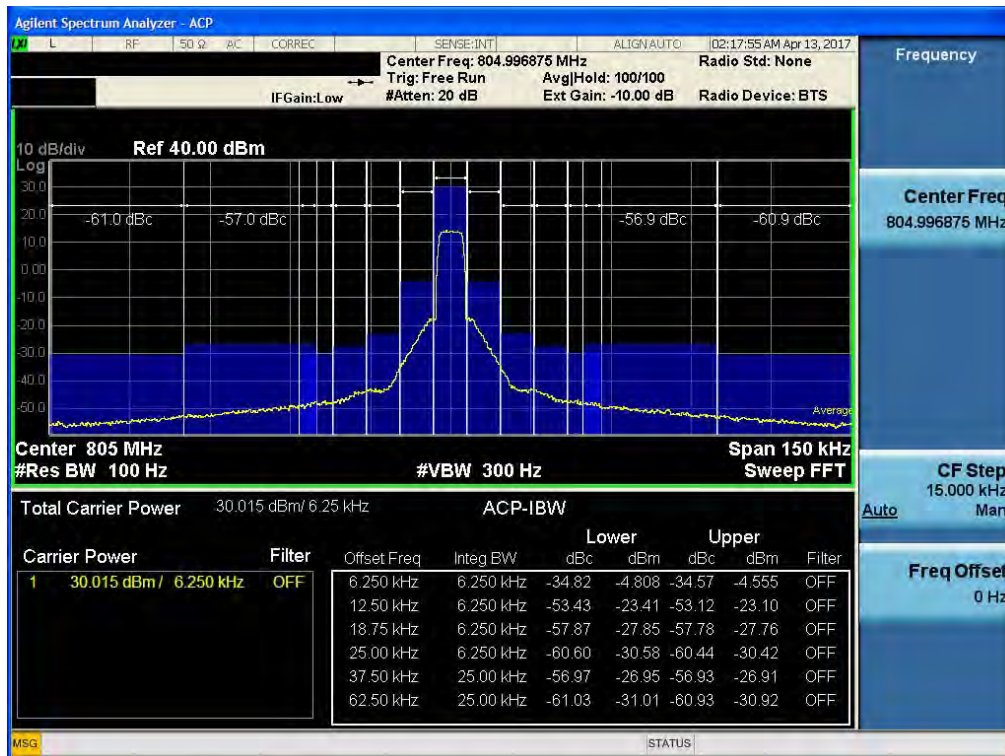 Agilent Spectrum Analyzer - ACP
LXI L RF 50 Ω AC CORREC SENSE:INT ALIGN AUTO 02:17:55 AM Apr 13, 2017
Center Freq: 804.996875 MHz Radio Std: None
Trig: Free Run Avg|Hold: 100/100
IFGain:Low #Atten: 20 dB Ext Gain: -10.00 dB Radio Device: BTS
10 dB/div Ref 40.00 dBm
Log
30.0
20.0 -61.0 dBc -57.0 dBc -56.9 dBc -60.9 dBc
10.0
0.00
-10.0
-20.0
-30.0
-40.0
-50.0
Average
Center 805 MHz Span 150 kHz
#Res BW 100 Hz #VBW 300 Hz Sweep FFT
Total Carrier Power 30.015 dBm/ 6.25 kHz ACP-IBW
Lower Upper
Carrier Power Filter Offset Freq Integ BW dBc dBm dBc dBm Filter
1 30.015 dBm / 6.250 kHz OFF
6.250 kHz 6.250 kHz -34.82 -4.808 -34.57 -4.555 OFF
12.50 kHz 6.250 kHz -53.43 -23.41 -53.12 -23.10 OFF
18.75 kHz 6.250 kHz -57.87 -27.85 -57.78 -27.76 OFF
25.00 kHz 6.250 kHz -60.60 -30.58 -60.44 -30.42 OFF
37.50 kHz 25.00 kHz -56.97 -26.95 -56.93 -26.91 OFF
62.50 kHz 25.00 kHz -61.03 -31.01 -60.93 -30.92 OFF
MSG STATUS
Frequency
Center Freq
804.996875 MHz
CF Step
15.000 kHz
Auto Man
Freq Offset
0 Hz